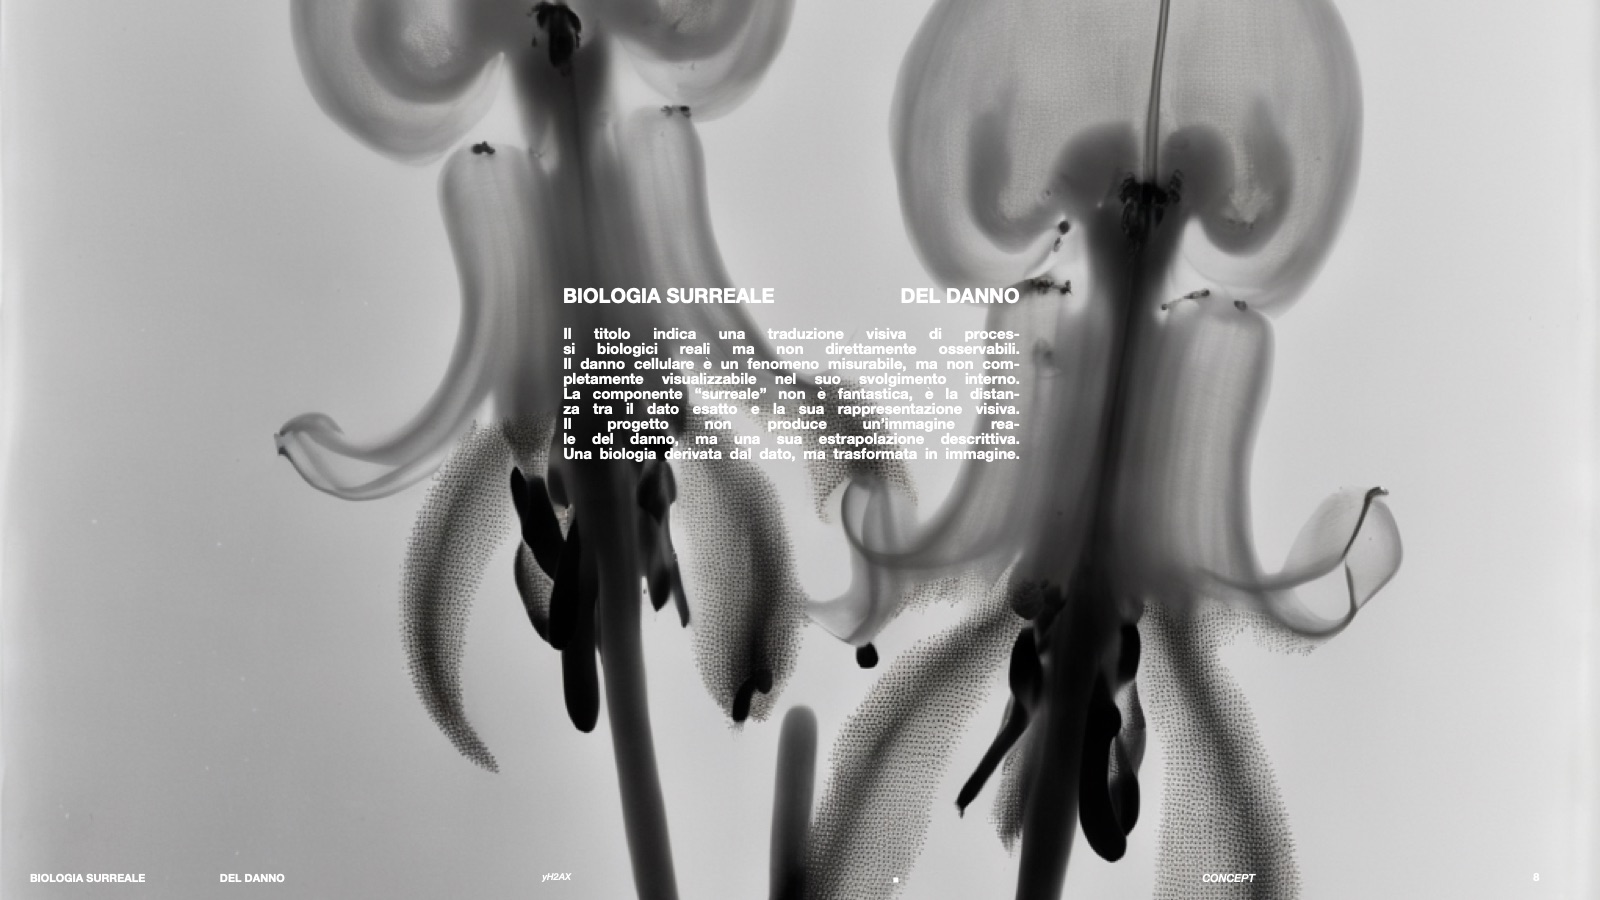 BIOLOGIA SURREALE DEL DANNO
Il titolo indica una traduzione visiva di proces-
si biologici reali ma non direttamente osservabili.
Il danno cellulare è un fenomeno misurabile, ma non com-
pletamente visualizzabile nel suo svolgimento interno.
La componente “surreale” non è fantastica, è la distan-
za tra il dato esatto e la sua rappresentazione visiva.
Il progetto non produce un’immagine rea-
le del danno, ma una sua estrapolazione descrittiva.
Una biologia derivata dal dato, ma trasformata in immagine.
BIOLOGIA SURREALE DEL DANNO yH2AX CONCEPT 8